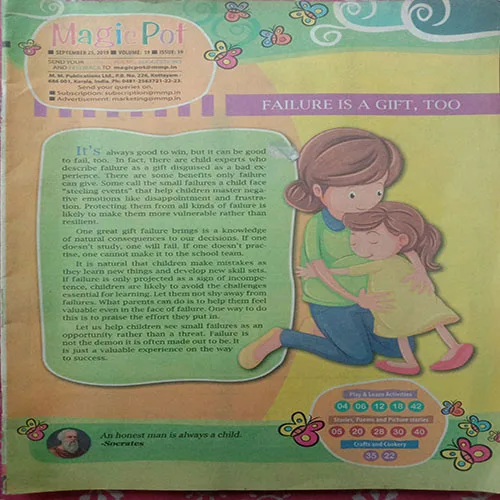 Magic Pot
■ SEPTEMBER 25, 2019 ■ VOLUME: 19 ■ ISSUE: 39
SEND YOUR
AND FEEDBACK TO magicpot@mmp.in
M. M. Publications Ltd., P.B. No. 226, Kottayam -
686 001, Kerala, India. Ph: 0481-2563721-22-23.
Send your queries on.
■ Subscription: subscription@mmp.in
■ Advertisement: marketing@mmp.in
FAILURE IS A GIFT, TOO
It's always good to win, but it can be good
to fail, too. In fact, there are child experts who
describe failure as a gift disguised as a bad ex-
perience. There are some benefits only failure
can give. Some call the small failures a child face
"steeling events" that help children master nega-
tive emotions like disappointment and frustra-
tion. Protecting them from all kinds of failure is
likely to make them more vulnerable rather than
resilient.
One great gift failure brings is a knowledge
of natural consequences to our decisions. If one
doesn't study, one will fail. If one doesn't prac-
tise, one cannot make it to the school team.
It is natural that children make mistakes as
they learn new things and develop new skill sets.
If failure is only projected as a sign of incompe-
tence, children are likely to avoid the challenges
essential for learning. Let them not shy away from
failures. What parents can do is to help them feel
valuable even in the face of failure. One way to do
this is to praise the effort they put in.
Let us help children see small failures as an
opportunity rather than a threat. Failure is
not the demon it is often made out to be. It
is just a valuable experience on the way
to success.
Play & Learn Activities
04 06 12 18 42
Stories, Poems and Picture stories
05 20 28 30 40
Crafts and Cookery
35 22
An honest man is always a child.
-Socrates